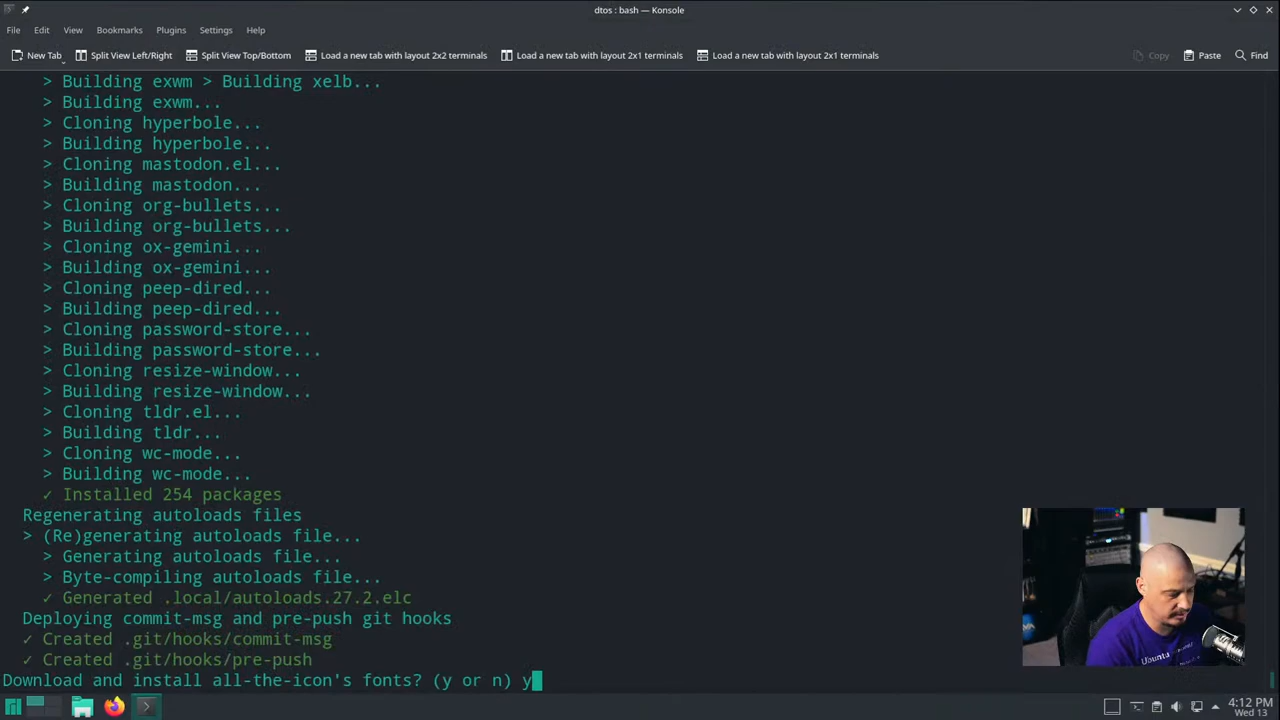 dtos : bash — Konsole
File Edit View Bookmarks Plugins Settings Help
New Tab Split View Left/Right Split View Top/Bottom Load a new tab with layout 2x2 terminals Load a new tab with layout 2x1 terminals Load a new tab with layout 2x1 terminals Copy Paste Find
> Building exwm > Building xelb...
> Building exwm...
> Cloning hyperbole...
> Building hyperbole...
> Cloning mastodon.el...
> Building mastodon...
> Cloning org-bullets...
> Building org-bullets...
> Cloning ox-gemini...
> Building ox-gemini...
> Cloning peep-dired...
> Building peep-dired...
> Cloning password-store...
> Building password-store...
> Cloning resize-window...
> Building resize-window...
> Cloning tldr.el...
> Building tldr...
> Cloning wc-mode...
> Building wc-mode...
✓ Installed 254 packages
Regenerating autoloads files
> (Re)generating autoloads file...
> Generating autoloads file...
> Byte-compiling autoloads file...
✓ Generated .local/autoloads.27.2.elc
Deploying commit-msg and pre-push git hooks
✓ Created .git/hooks/commit-msg
✓ Created .git/hooks/pre-push
Download and install all-the-icon's fonts? (y or n) y
Ubuntu
4:12 PM
Wed 13